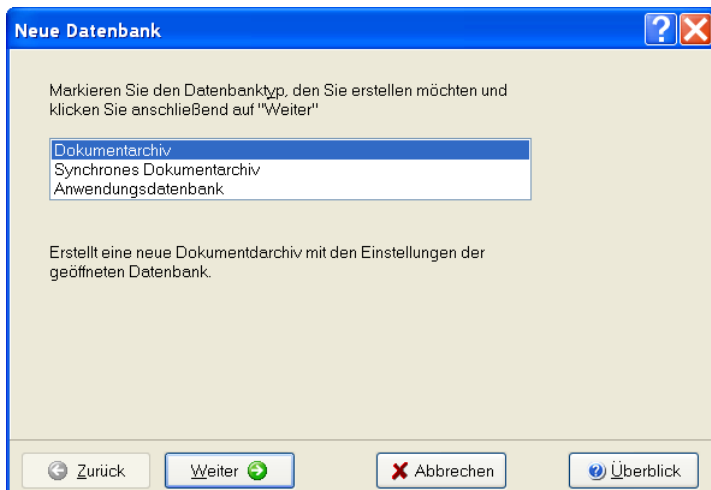 Neue Datenbank
Markieren Sie den Datenbanktyp, den Sie erstellen möchten und
klicken Sie anschließend auf "Weiter"
Dokumentarchiv
Synchrones Dokumentarchiv
Anwendungsdatenbank
Erstellt eine neue Dokumentdarchiv mit den Einstellungen der
geöffneten Datenbank.
Zurück
Weiter
Abbrechen
Überblick